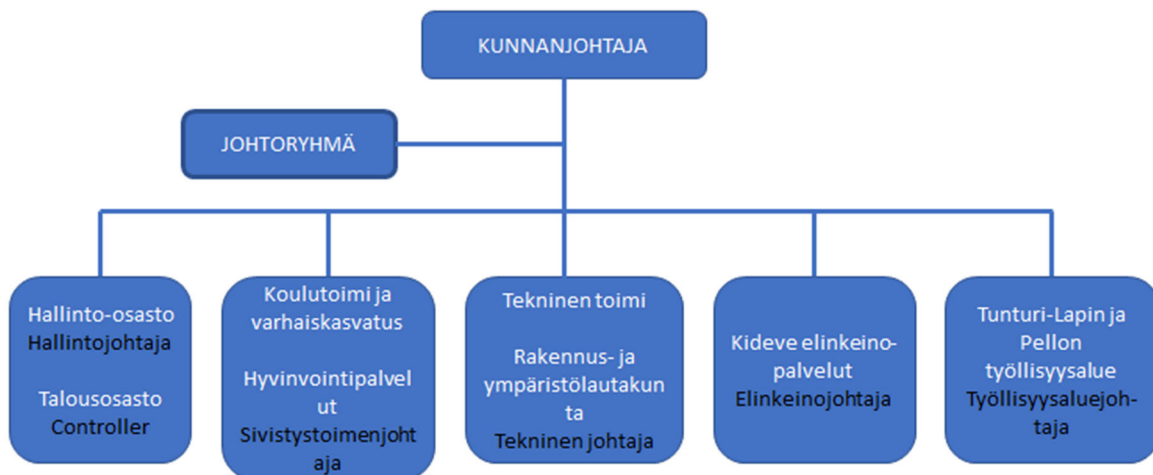 KUNNANJOHTAJA
JOHTORYHMÄ
Hallinto-osasto
Hallintojohtaja
Talousosasto
Controller
Koulutoimi ja
varhaiskasvatus
Hyvinvointipalvel
ut
Sivistystoimenjoht
aja
Tekninen toimi
Rakennus- ja
ympäristölautakun
ta
Tekninen johtaja
Kideve elinkeino-
palvelut
Elinkeinojohtaja
Tunturi-Lapin ja
Pellon
työllisyysalue
Työllisyysaluejoh-
taja